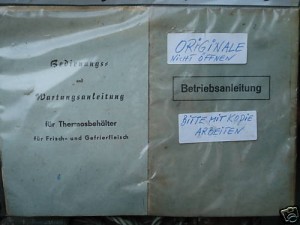 Bedienungs-
und
Wartungsanleitung
für Thermosbehälter
für Frisch- und Gefrierfleisch
ORIGINALE
NICHT ÖFFNEN
Betriebsanleitung
BITTE MIT KOPIE
ARBEITEN